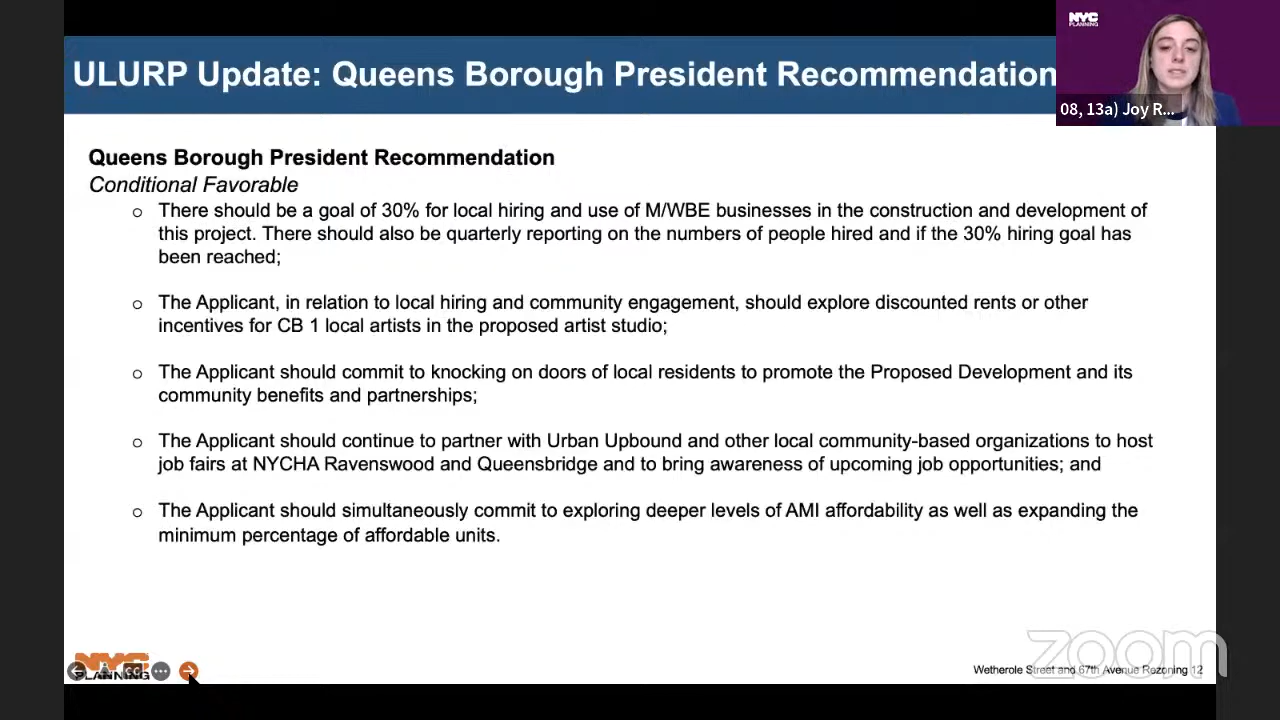 ULURP Update: Queens Borough President Recommendation
NYC
PLANNING
08, 13a) Joy R...
Queens Borough President Recommendation
Conditional Favorable
There should be a goal of 30% for local hiring and use of M/WBE businesses in the construction and development of
this project. There should also be quarterly reporting on the numbers of people hired and if the 30% hiring goal has
been reached;
The Applicant, in relation to local hiring and community engagement, should explore discounted rents or other
incentives for CB 1 local artists in the proposed artist studio;
The Applicant should commit to knocking on doors of local residents to promote the Proposed Development and its
community benefits and partnerships;
The Applicant should continue to partner with Urban Upbound and other local community-based organizations to host
job fairs at NYCHA Ravenswood and Queensbridge and to bring awareness of upcoming job opportunities; and
The Applicant should simultaneously commit to exploring deeper levels of AMI affordability as well as expanding the
minimum percentage of affordable units.
NYC
PLANNING
CC
Wetherole Street and 67th Avenue Rezoning 12
zoom